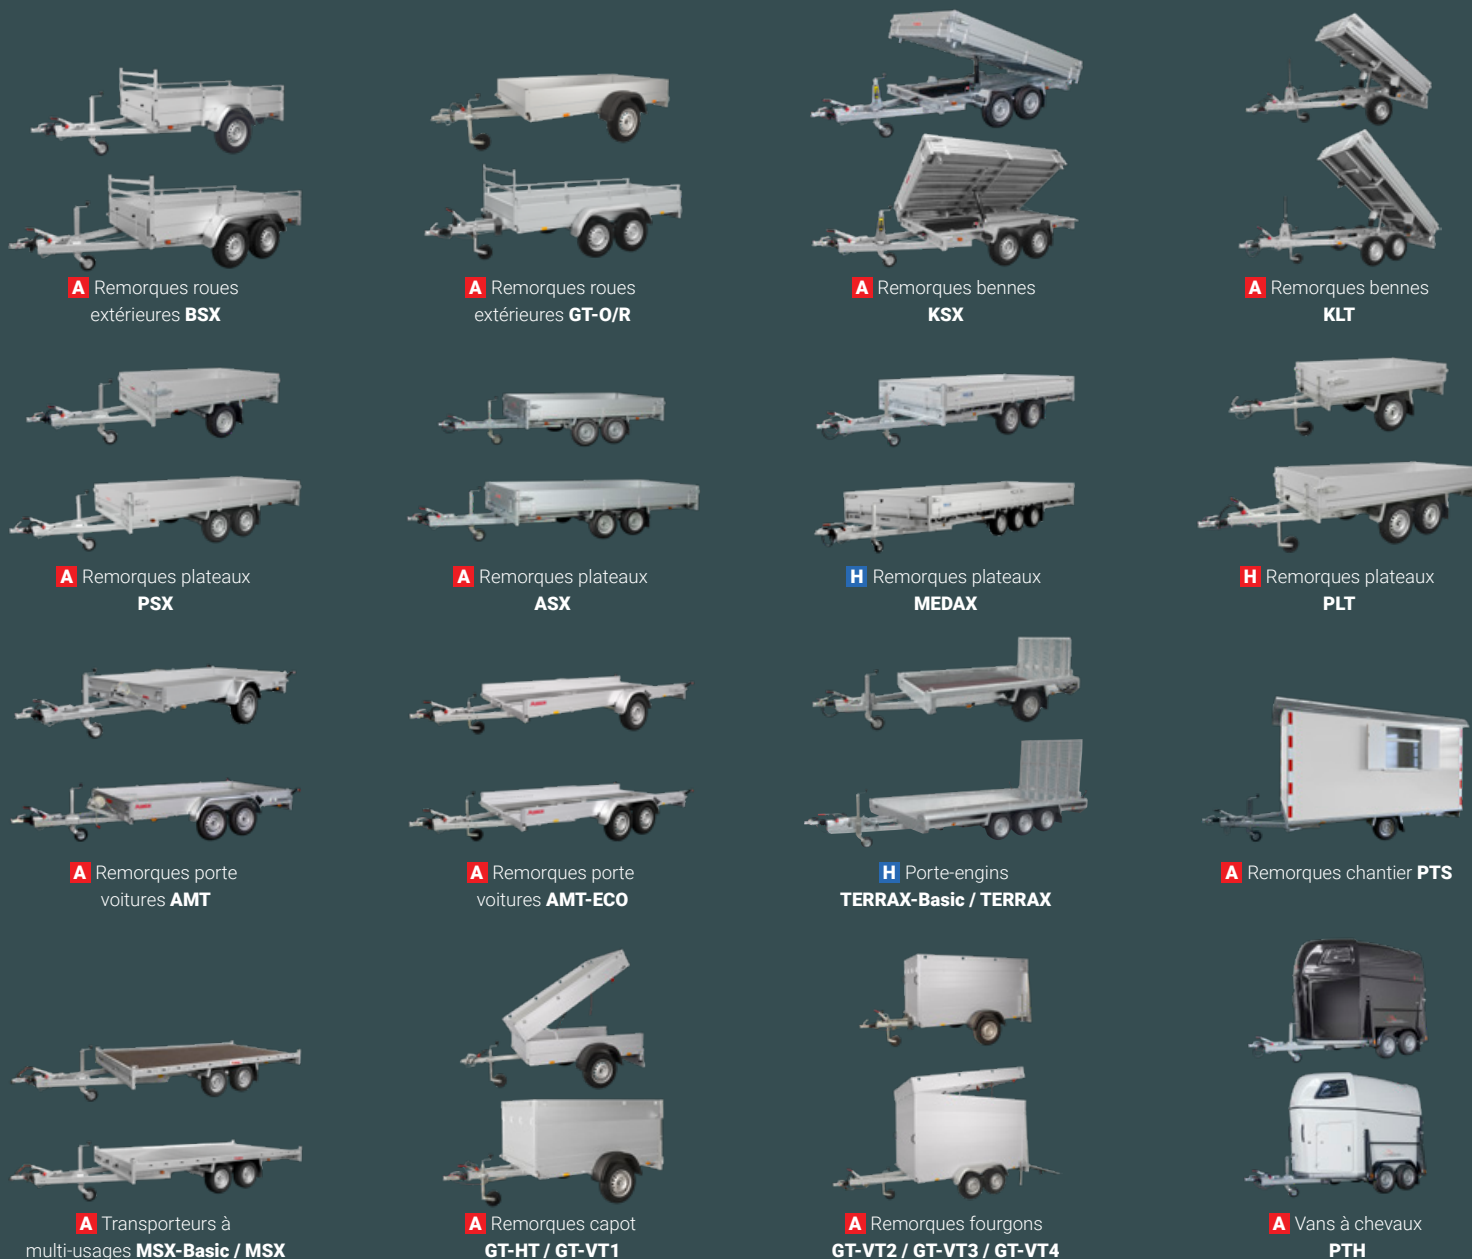 A Remorques roues
extérieures BSX
A Remorques roues
extérieures GT-O/R
A Remorques bennes
KSX
A Remorques bennes
KLT
A Remorques plateaux
PSX
A Remorques plateaux
ASX
H Remorques plateaux
MEDAX
H Remorques plateaux
PLT
A Remorques porte
voitures AMT
A Remorques porte
voitures AMT-ECO
H Porte-engins
TERRAX-Basic / TERRAX
A Remorques chantier PTS
A Transporteurs à
multi-usages MSX-Basic / MSX
A Remorques capot
GT-HT / GT-VT1
A Remorques fourgons
GT-VT2 / GT-VT3 / GT-VT4
A Vans à chevaux
PTH